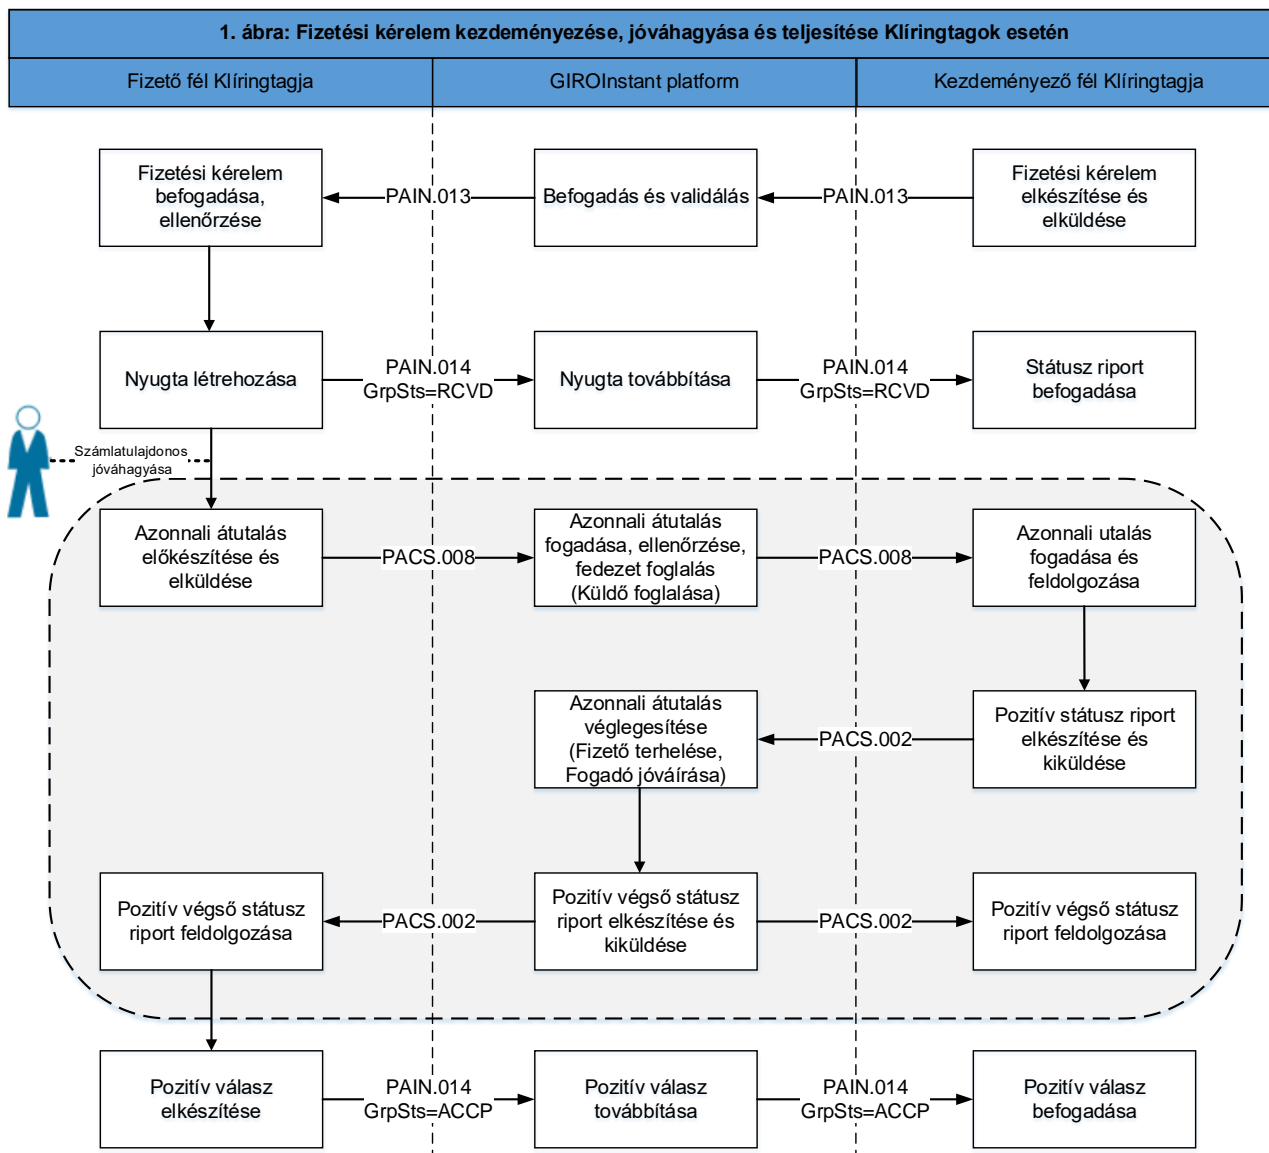 1. ábra: Fizetési kérelem kezdeményezése, jóváhagyása és teljesítése Klíringtagok esetén
Fizető fél Klíringtagja
GIROInstant platform
Kezdeményező fél Klíringtagja
Fizetési kérelem
befogadása,
ellenőrzése
PAIN.013
Befogadás és validálás
PAIN.013
Fizetési kérelem
elkészítése és
elküldése
Nyugta létrehozása
PAIN.014
GrpSts=RCVD
Nyugta továbbítása
PAIN.014
GrpSts=RCVD
Státusz riport
befogadása
Számlatulajdonos
jóváhagyása
Azonnali átutalás
előkészítése és
elküldése
PACS.008
Azonnali átutalás
fogadása, ellenőrzése,
fedezet foglalás
(Küldő foglalása)
PACS.008
Azonnali utalás
fogadása és
feldolgozása
Azonnali átutalás
véglegesítése
(Fizető terhelése,
Fogadó jóváírása)
PACS.002
Pozitív státusz riport
elkészítése és
kiküldése
Pozitív végső státusz
riport feldolgozása
PACS.002
Pozitív végső státusz
riport elkészítése és
kiküldése
PACS.002
Pozitív végső státusz
riport feldolgozása
Pozitív válasz
elkészítése
PAIN.014
GrpSts=ACCP
Pozitív válasz
továbbítása
PAIN.014
GrpSts=ACCP
Pozitív válasz
befogadása